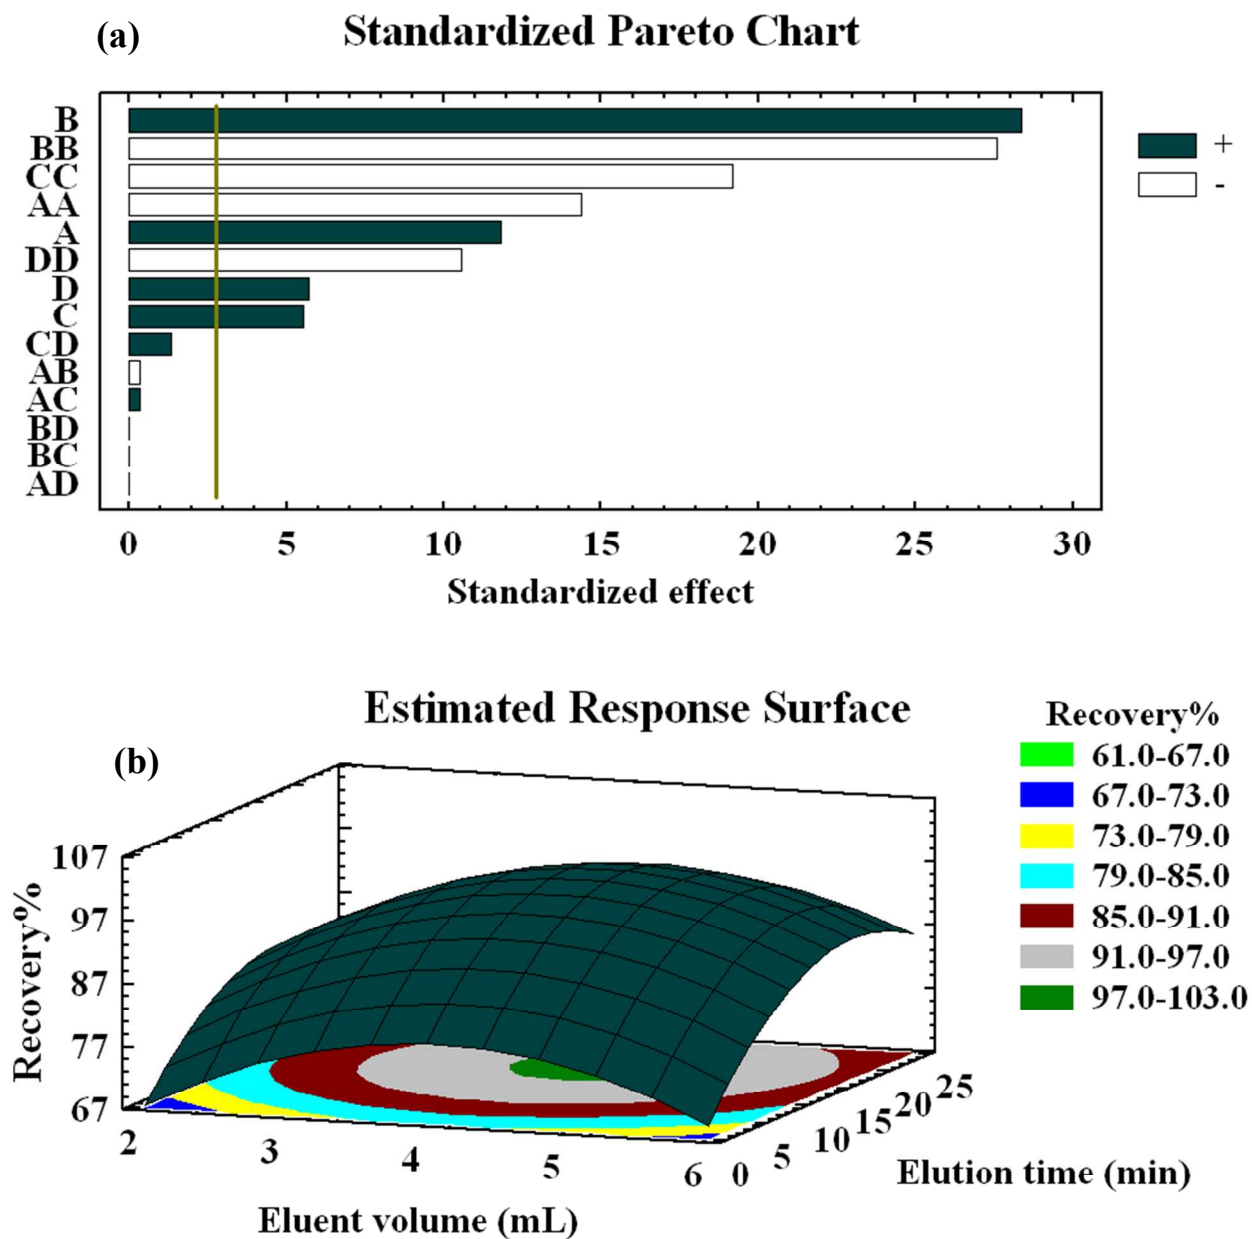 (a) Standardized Pareto Chart
B
BB
CC
AA
A
DD
D
C
CD
AB
AC
BD
BC
AD
+
-
0 5 10 15 20 25 30
Standardized effect
Estimated Response Surface
(b)
Recovery%
61.0-67.0
67.0-73.0
73.0-79.0
79.0-85.0
85.0-91.0
91.0-97.0
97.0-103.0
107
97
87
77
67
Recovery%
2 3 4 5 6
Eluent volume (mL)
0 5 10 15 20 25
Elution time (min)